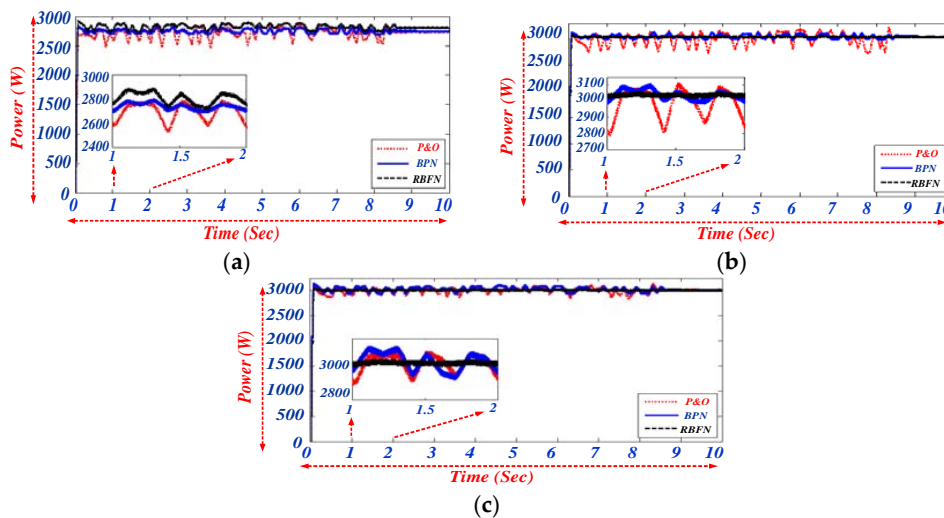 3000
2500
2000
1500
1000
500
0
Power (W)
3000
2800
2600
2400
1 1.5 2
P&O
BPN
RBFN
0 1 2 3 4 5 6 7 8 9 10
Time (Sec)
(a)
3000
2500
2000
1500
1000
500
0
Power (W)
3100
3000
2900
2800
2700
1 1.5 2
P&O
BPN
RBFN
0 1 2 3 4 5 6 7 8 9 10
Time (Sec)
(b)
3000
2500
2000
1500
1000
500
0
Power (W)
3000
2800
1 1.5 2
P&O
BPN
RBFN
0 1 2 3 4 5 6 7 8 9 10
Time (Sec)
(c)